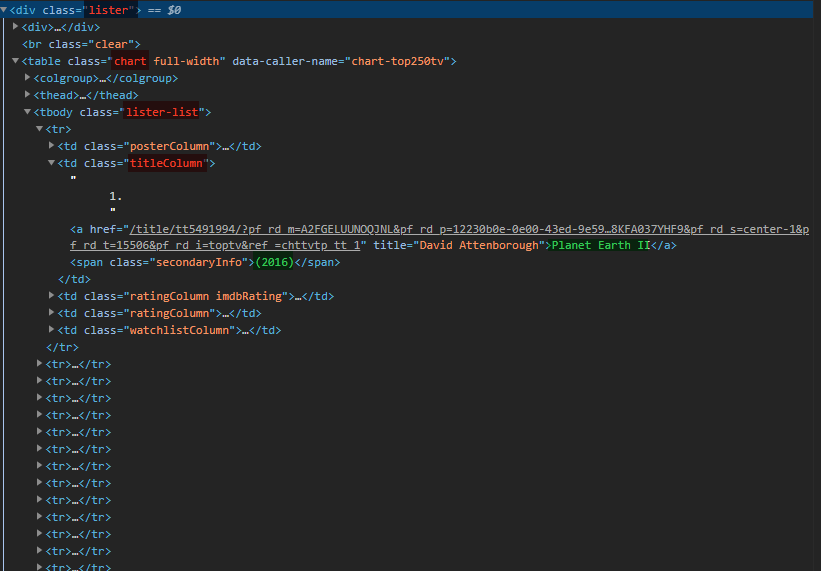 <div class="lister"> == $0
<div>…</div>
<br class="clear">
<table class="chart full-width" data-caller-name="chart-top250tv">
<colgroup>…</colgroup>
<thead>…</thead>
<tbody class="lister-list">
<tr>
<td class="posterColumn">…</td>
<td class="titleColumn">
"
1.
"
<a href="/title/tt5491994/?pf_rd_m=A2FGELUUNOQJNL&pf_rd_p=12230b0e-0e00-43ed-9e59…8KFA037YHF9&pf_rd_s=center-1&p
f_rd_t=15506&pf_rd_i=toptv&ref_=chttvtp_tt_1" title="David Attenborough">Planet Earth II</a>
<span class="secondaryInfo">(2016)</span>
</td>
<td class="ratingColumn imdbRating">…</td>
<td class="ratingColumn">…</td>
<td class="watchlistColumn">…</td>
</tr>
<tr>…</tr>
<tr>…</tr>
<tr>…</tr>
<tr>…</tr>
<tr>…</tr>
<tr>…</tr>
<tr>…</tr>
<tr>…</tr>
<tr>…</tr>
<tr>…</tr>
<tr>…</tr>
<tr>…</tr>
<tr>…</tr>